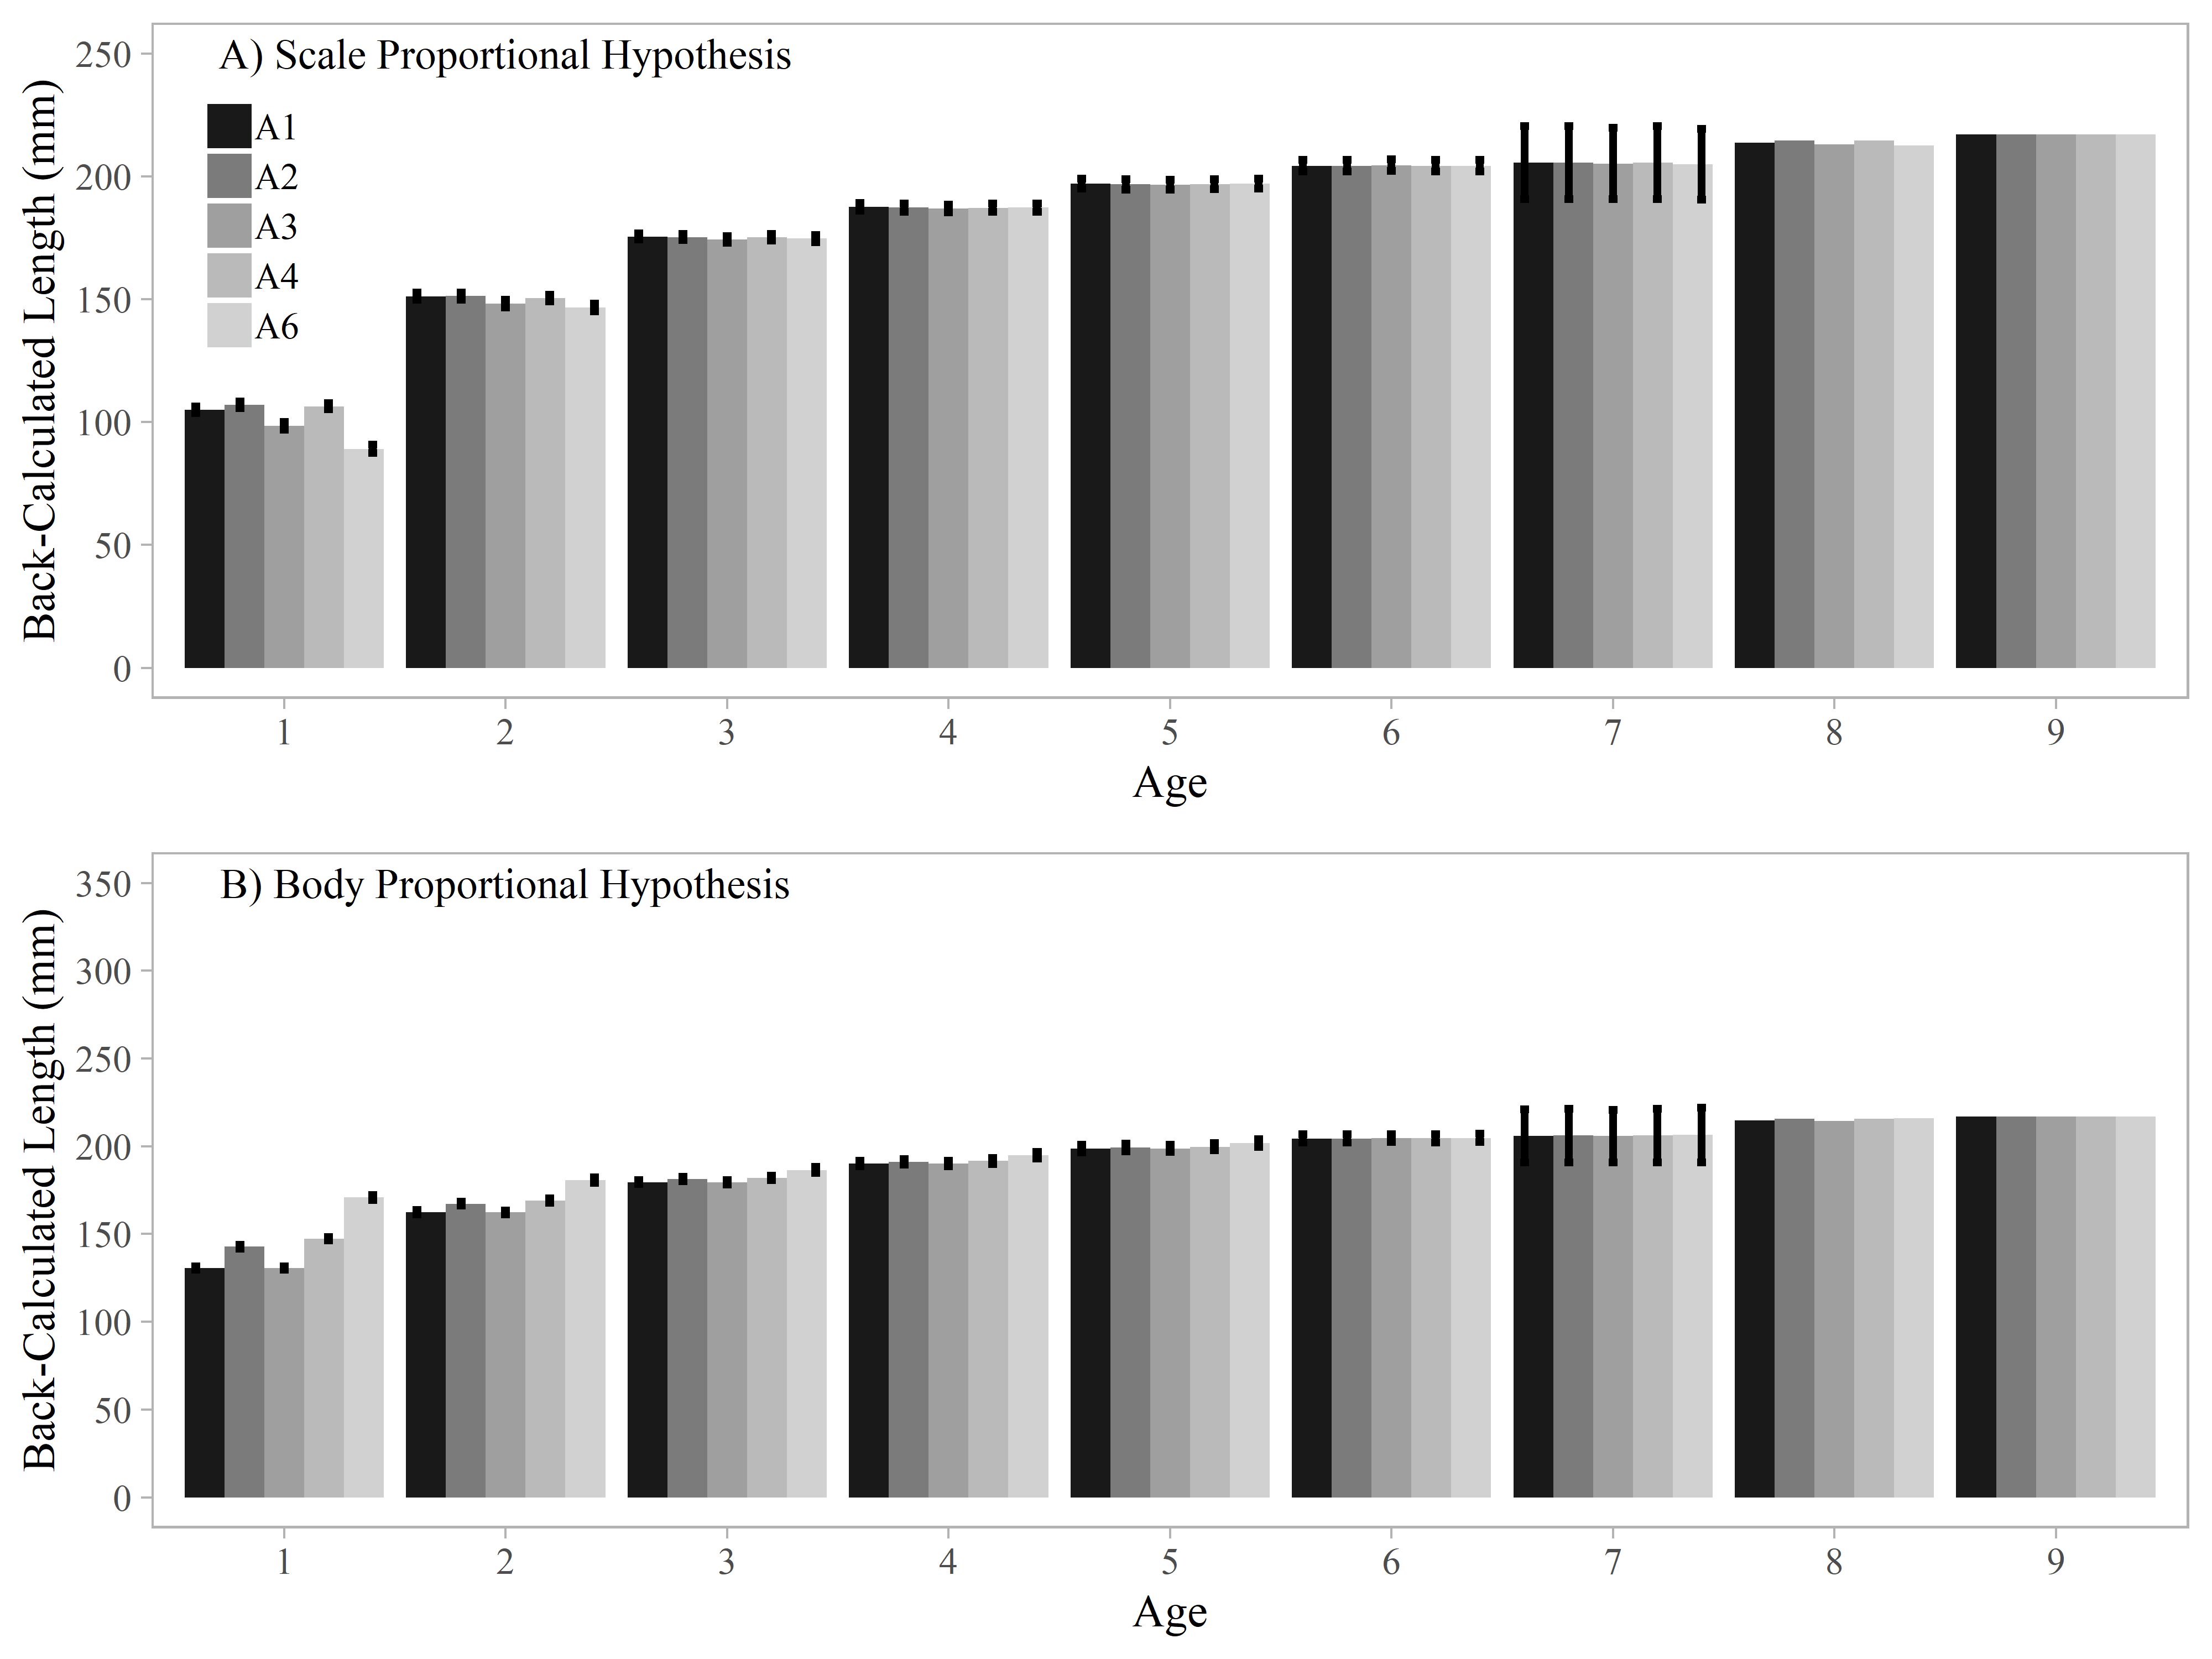 A) Scale Proportional Hypothesis
Back-Calculated Length (mm)
250
200
150
100
50
0
A1
A2
A3
A4
A6
1 2 3 4 5 6 7 8 9
Age
B) Body Proportional Hypothesis
Back-Calculated Length (mm)
350
300
250
200
150
100
50
0
1 2 3 4 5 6 7 8 9
Age